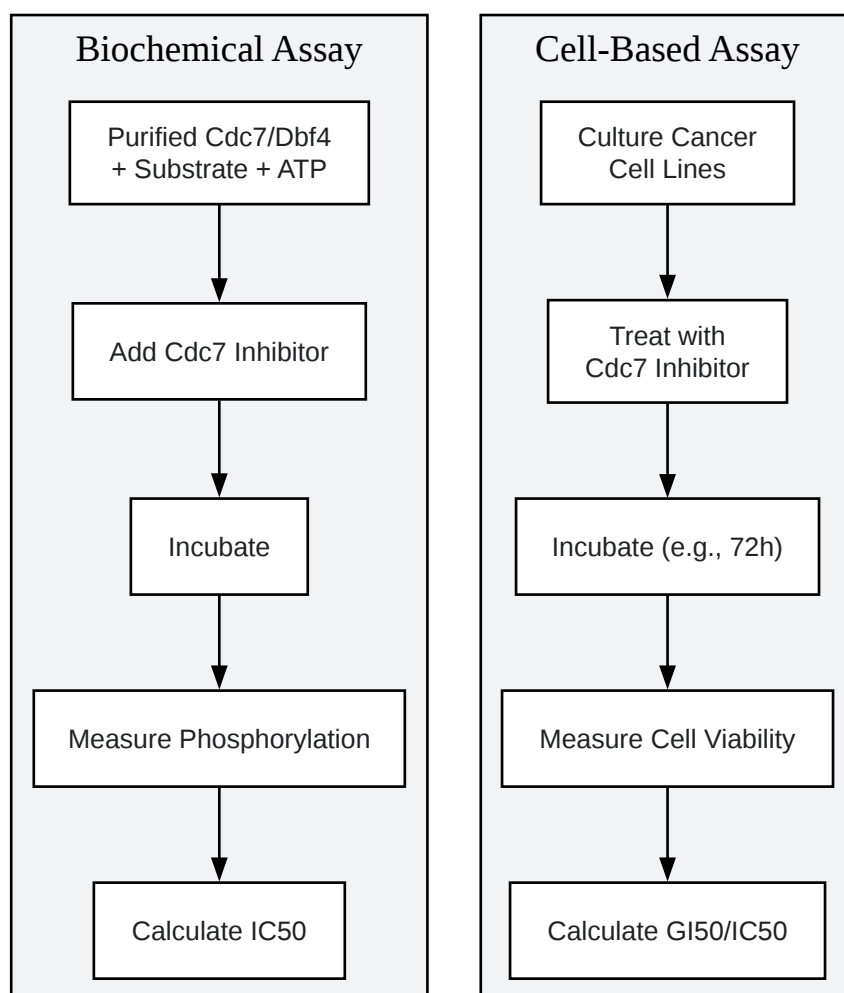 Biochemical Assay
Purified Cdc7/Dbf4
+ Substrate + ATP
Add Cdc7 Inhibitor
Incubate
Measure Phosphorylation
Calculate IC50
Cell-Based Assay
Culture Cancer
Cell Lines
Treat with
Cdc7 Inhibitor
Incubate (e.g., 72h)
Measure Cell Viability
Calculate GI50/IC50